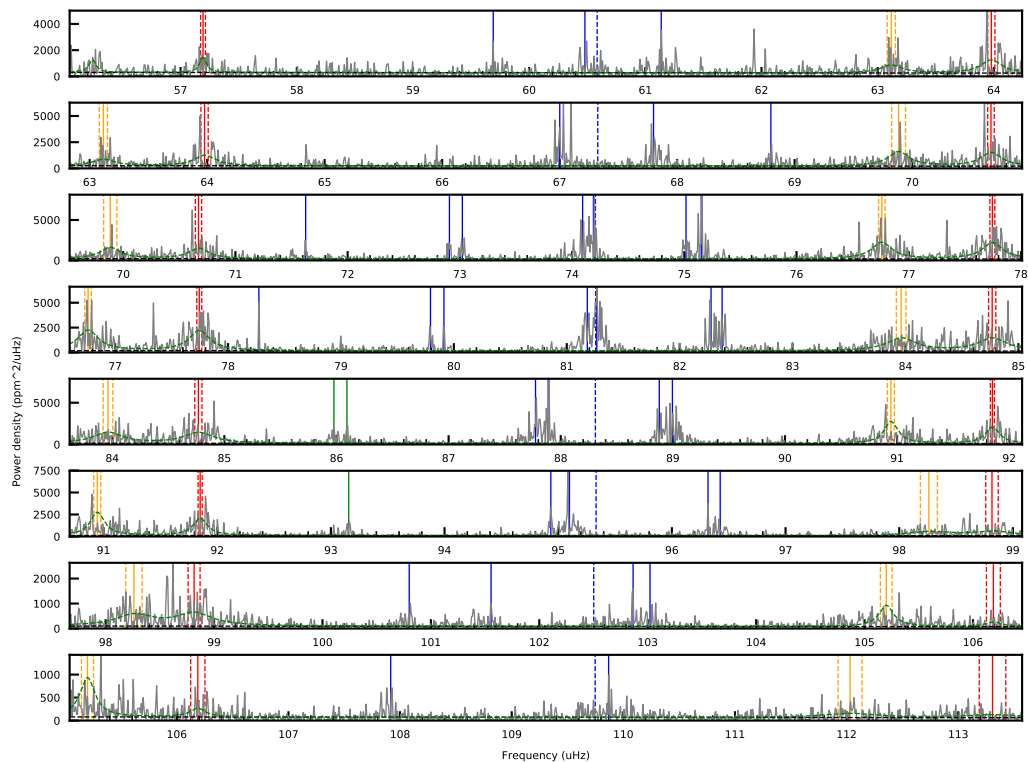 4000
2000
0
57 58 59 60 61 62 63 64
5000
2500
0
63 64 65 66 67 68 69 70
5000
0
70 71 72 73 74 75 76 77 78
5000
2500
0
77 78 79 80 81 82 83 84 85
5000
0
84 85 86 87 88 89 90 91 92
7500
5000
2500
0
91 92 93 94 95 96 97 98 99
2000
1000
0
98 99 100 101 102 103 104 105 106
1000
500
0
106 107 108 109 110 111 112 113
Power density (ppm^2/uHz)
Frequency (uHz)